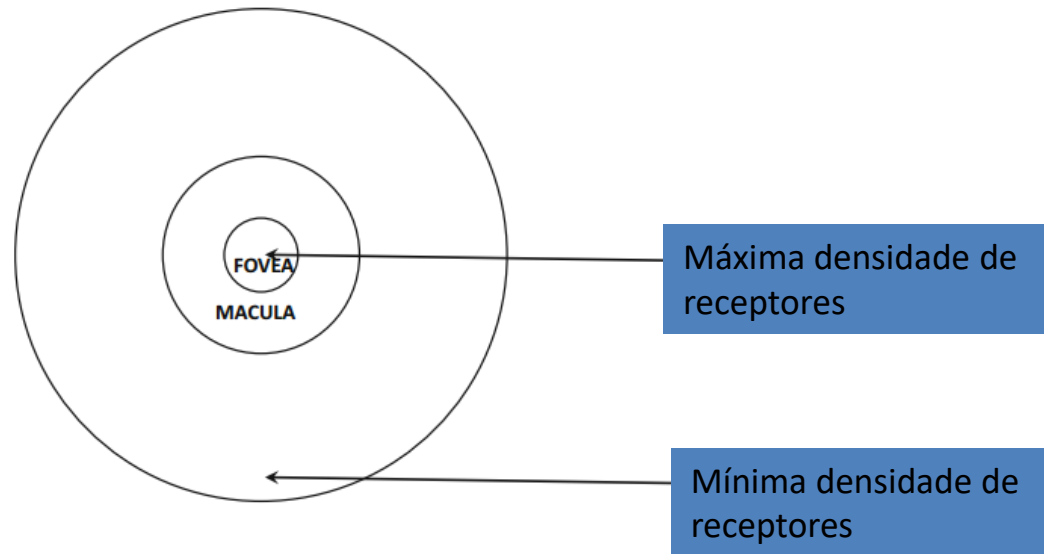 FOVEA
MACULA
Máxima densidade de
receptores
Mínima densidade de
receptores